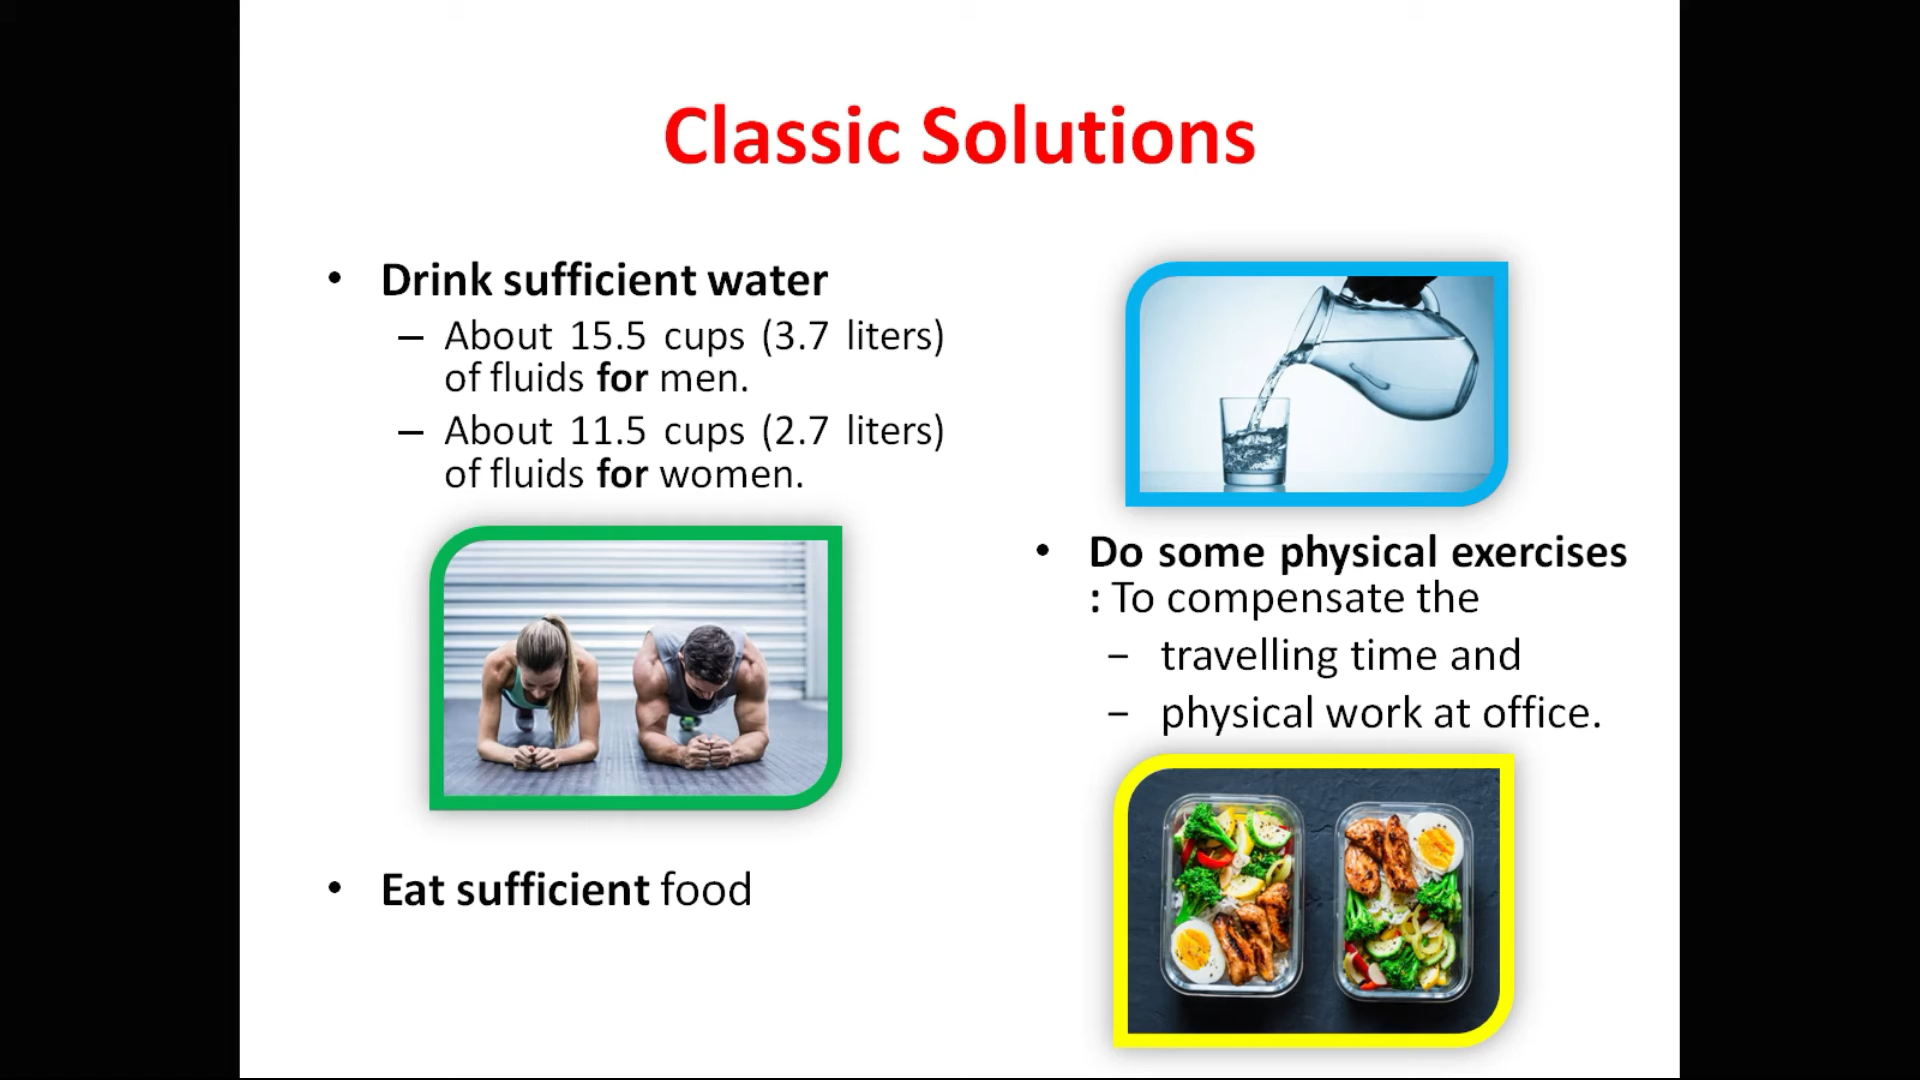 Classic Solutions
• Drink sufficient water
– About 15.5 cups (3.7 liters)
of fluids for men.
– About 11.5 cups (2.7 liters)
of fluids for women.
• Do some physical exercises
: To compensate the
– travelling time and
– physical work at office.
• Eat sufficient food